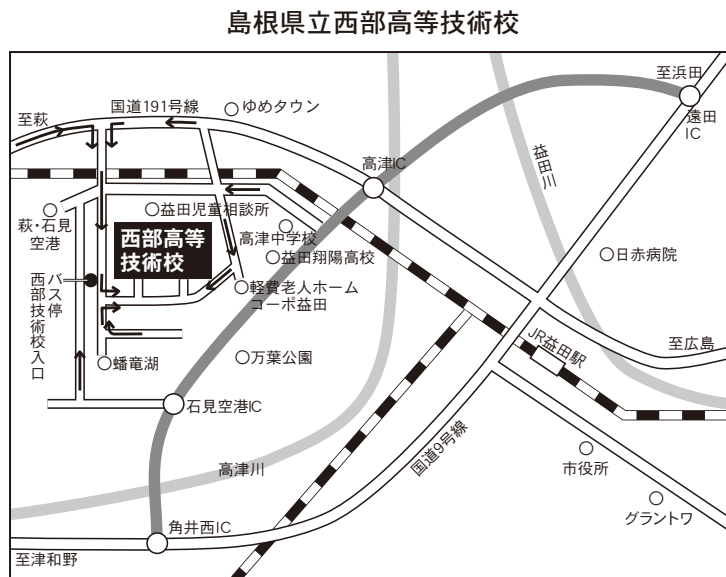 島根県立西部高等技術校
至浜田
遠田
IC
至萩
国道191号線
ゆめタウン
益田川
高津IC
萩・石見
空港
益田児童相談所
高津中学校
西部高等
技術校
益田翔陽高校
日赤病院
バス停
西部技術校入口
軽費老人ホーム
コーポ益田
JR益田駅
至広島
蟠竜湖
万葉公園
石見空港IC
国道9号線
高津川
市役所
グラントワ
角井西IC
至津和野